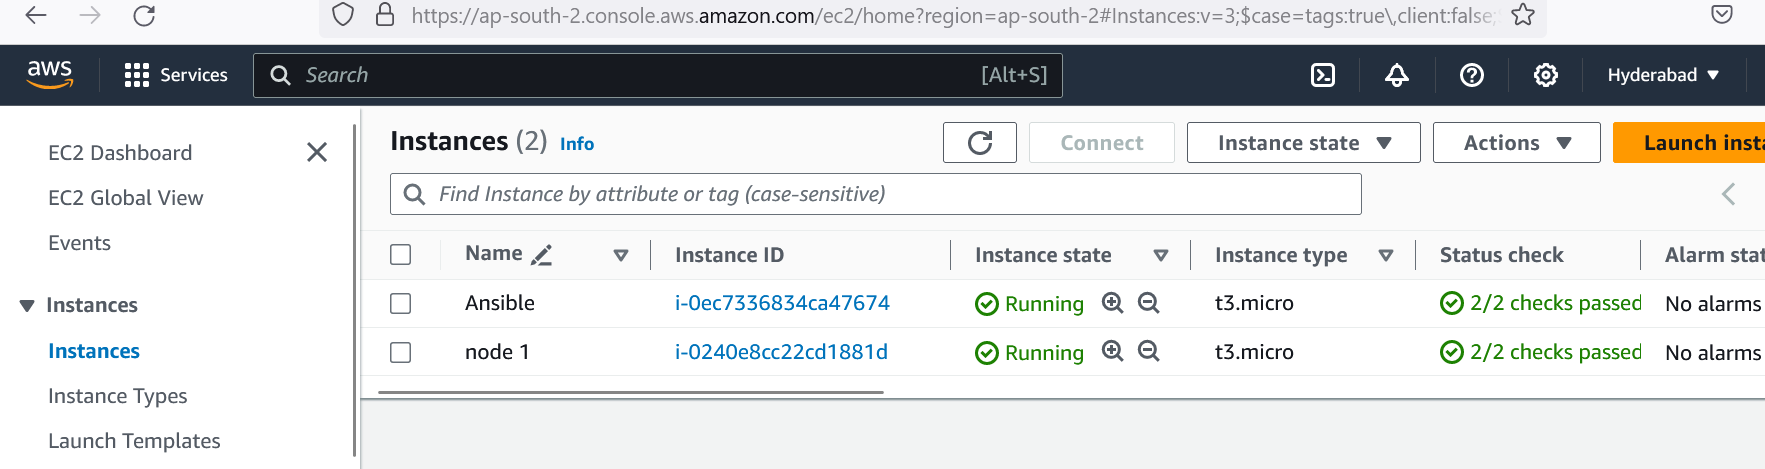 https://ap-south-2.console.aws.amazon.com/ec2/home?region=ap-south-2#Instances:v=3;$case=tags:true\,client:false;
aws Services Search [Alt+S] Hyderabad
EC2 Dashboard
EC2 Global View
Events
Instances
Instances
Instance Types
Launch Templates
Instances (2) Info Connect Instance state Actions Launch insta
Find Instance by attribute or tag (case-sensitive)
Name Instance ID Instance state Instance type Status check Alarm stat
Ansible i-0ec7336834ca47674 Running t3.micro 2/2 checks passed No alarms
node 1 i-0240e8cc22cd1881d Running t3.micro 2/2 checks passed No alarms